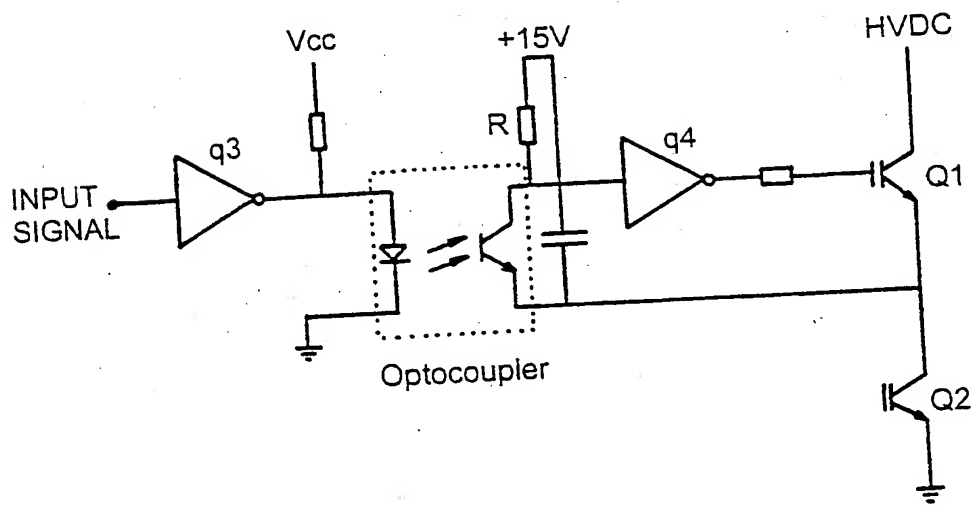 Vcc
+15V
HVDC
q3
R
q4
INPUT
SIGNAL
Q1
Optocoupler
Q2